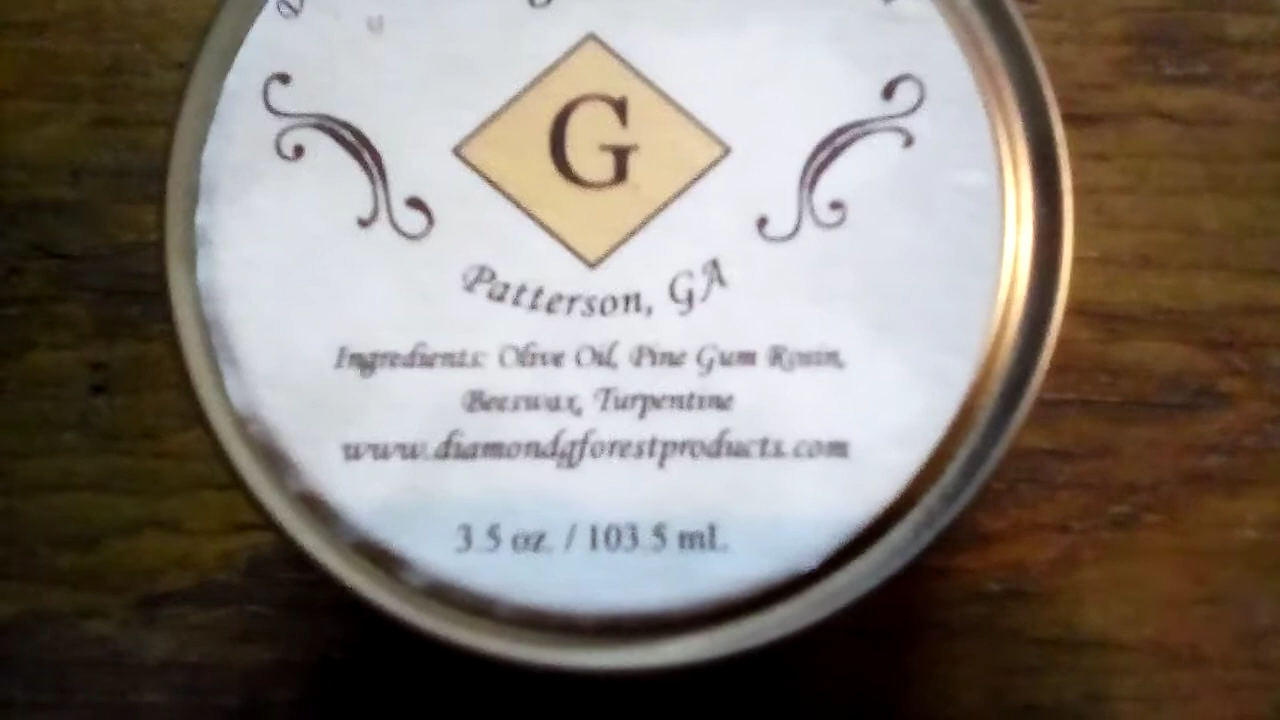 G
Patterson, GA
Ingredients: Olive Oil, Pine Gum Rosin,
Beeswax, Turpentine
www.diamondgforestproducts.com
3.5 oz. / 103.5 mL